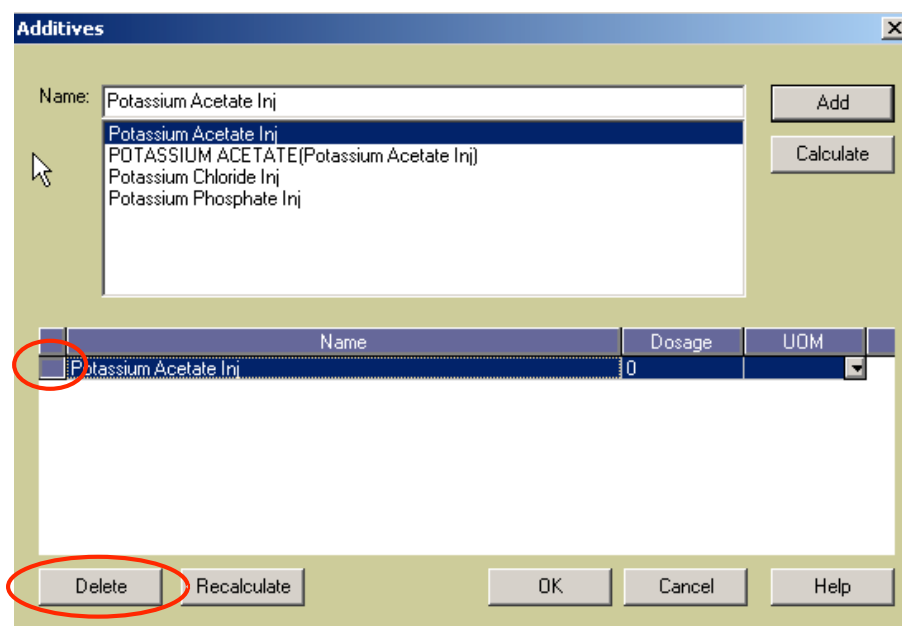 Additives
Name: Potassium Acetate Inj Add
Potassium Acetate Inj
POTASSIUM ACETATE(Potassium Acetate Inj) Calculate
Potassium Chloride Inj
Potassium Phosphate Inj
Name Dosage UOM
Potassium Acetate Inj 0
Delete Recalculate OK Cancel Help